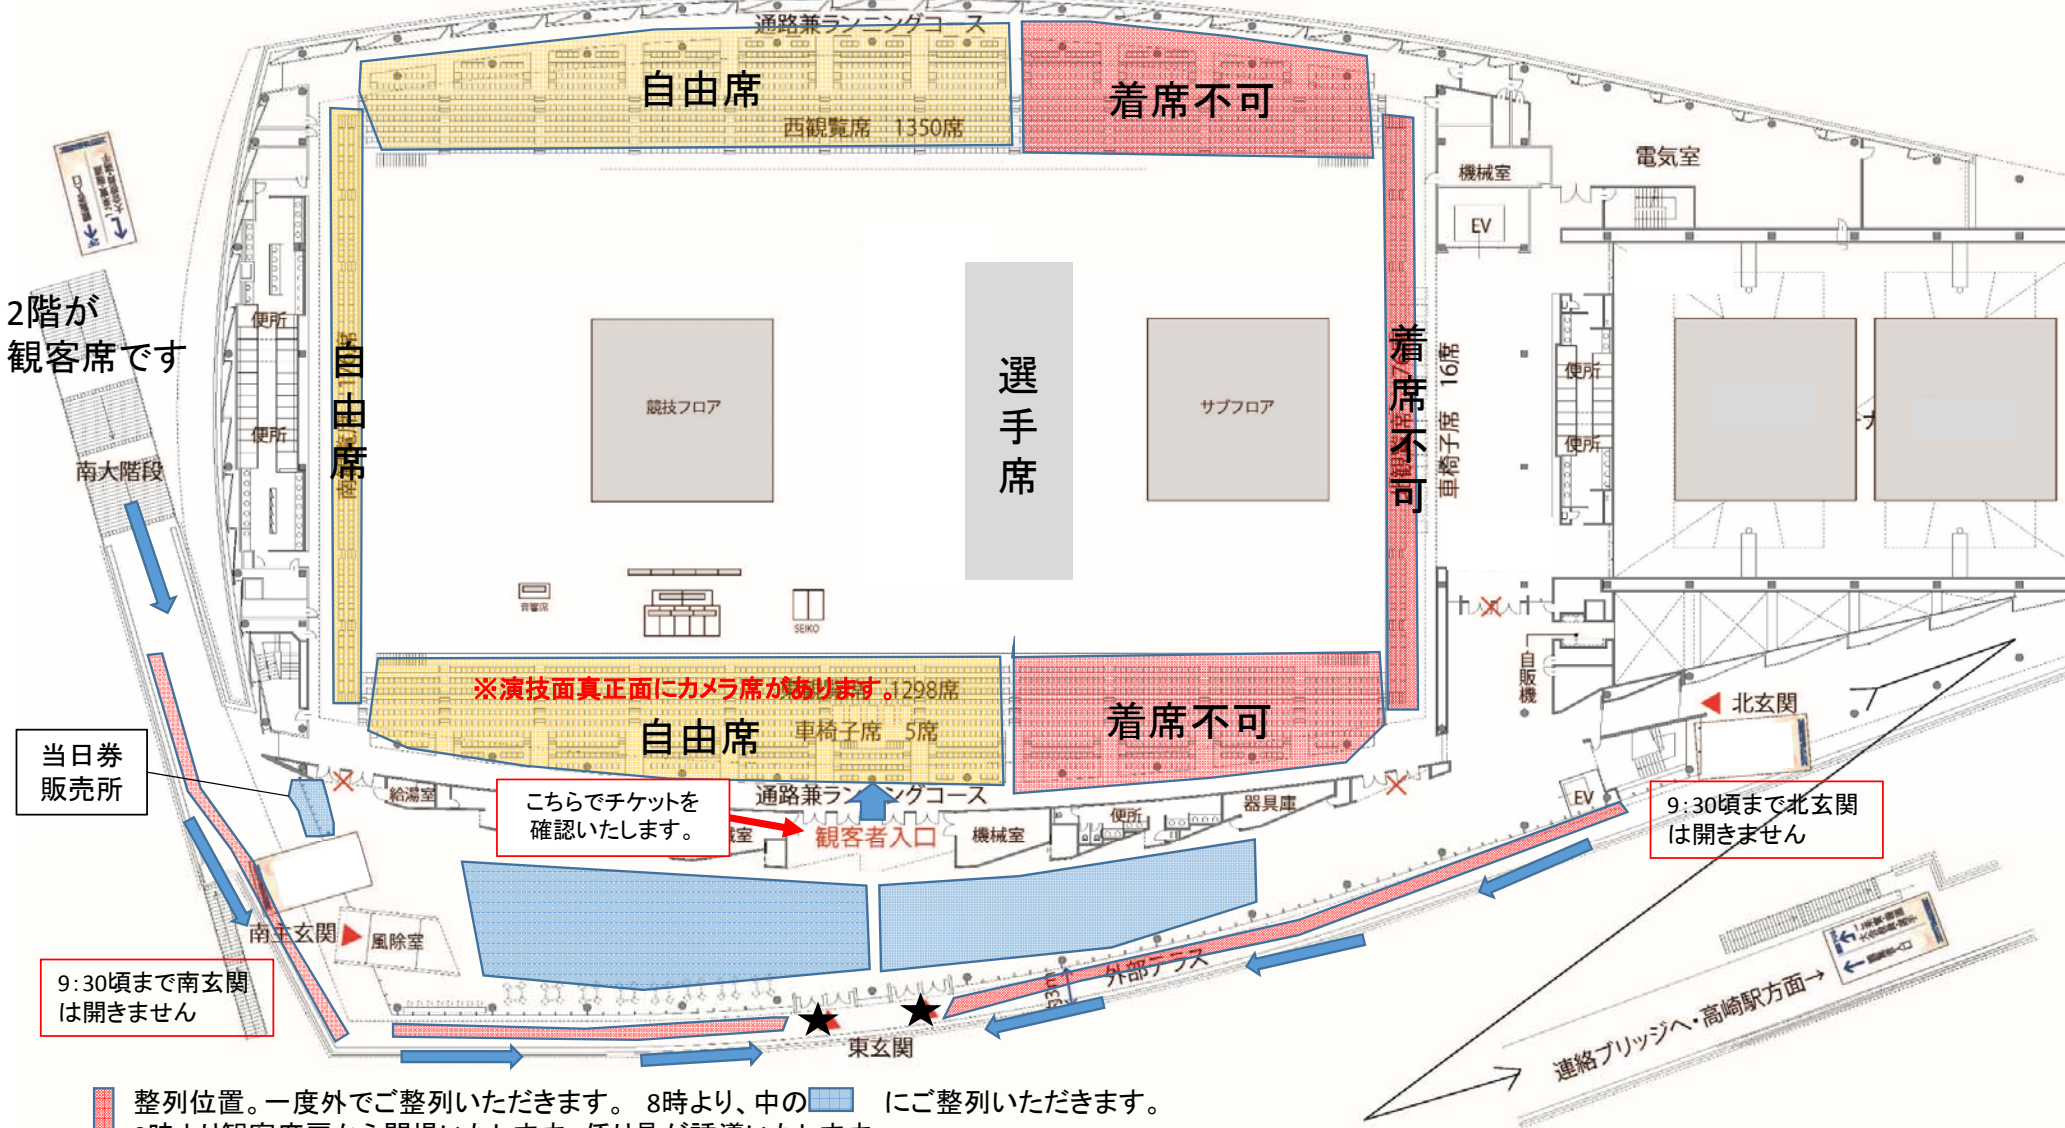 通路兼ランニングコース
自由席
着席不可
西観覧席 1350席
電気室
機械室
EV
2階が
観客席です
便所
便所
南大階段
自由席
競技フロア
選手席
サブフロア
着席不可
車椅子席 16席
便所
便所
音響席
SEIKO
自販機
北玄関
※演技面真正面にカメラ席があります。
1298席
自由席
車椅子席 5席
着席不可
当日券
販売所
給湯室
こちらでチケットを
確認いたします。
通路兼ランニングコース
観客者入口
機械室
便所
器具庫
EV
9:30頃まで北玄関
は開きません
南主玄関
風除室
9:30頃まで南玄関
は開きません
外部テラス
東玄関
連絡ブリッジへ・高崎駅方面→
整列位置。一度外でご整列いただきます。 8時より、中の にご整列いただきます。